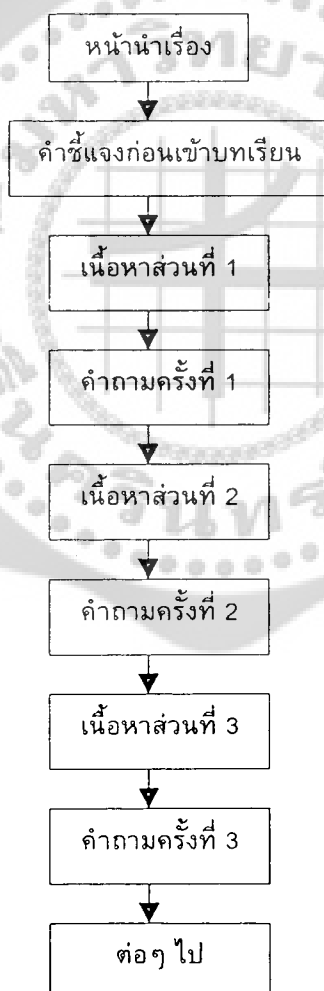 หน้านำเรื่อง
คำชี้แจงก่อนเข้าบทเรียน
เนื้อหาส่วนที่ 1
คำถามครั้งที่ 1
เนื้อหาส่วนที่ 2
คำถามครั้งที่ 2
เนื้อหาส่วนที่ 3
คำถามครั้งที่ 3
ต่อๆ ไป